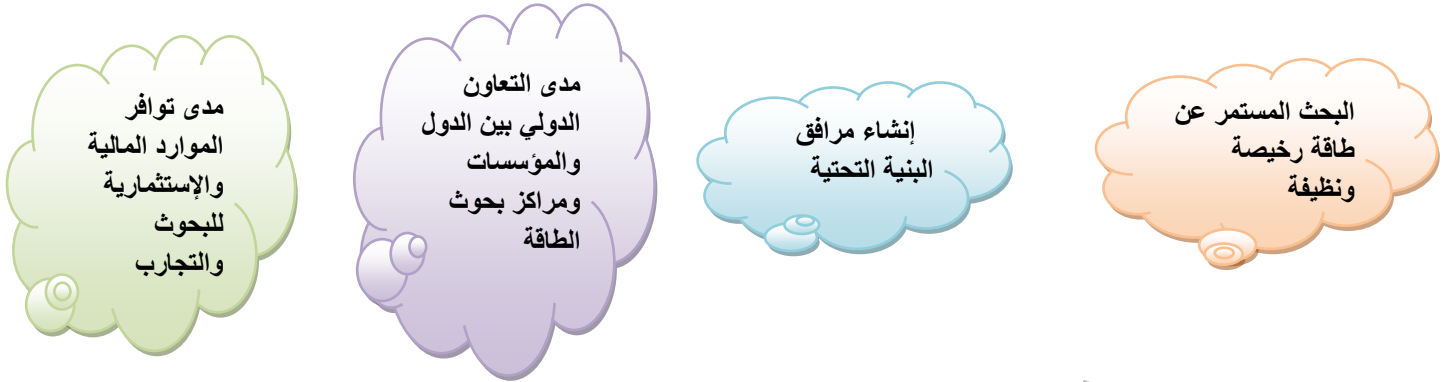 البحث المستمر عن
طاقة رخيصة
ونظيفة
إنشاء مرافق
البنية التحتية
مدى التعاون
الدولي بين الدول
والمؤسسات
ومراكز بحوث
الطاقة
مدى توافر
الموارد المالية
والإستثمارية
للبحوث
والتجارب